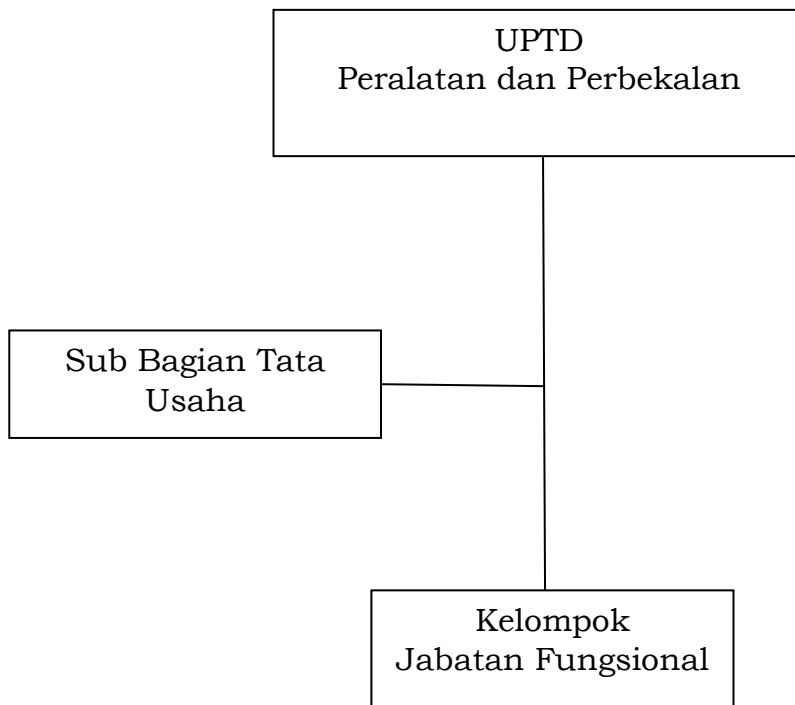 UPTD
Peralatan dan Perbekalan
Sub Bagian Tata
Usaha
Kelompok
Jabatan Fungsional